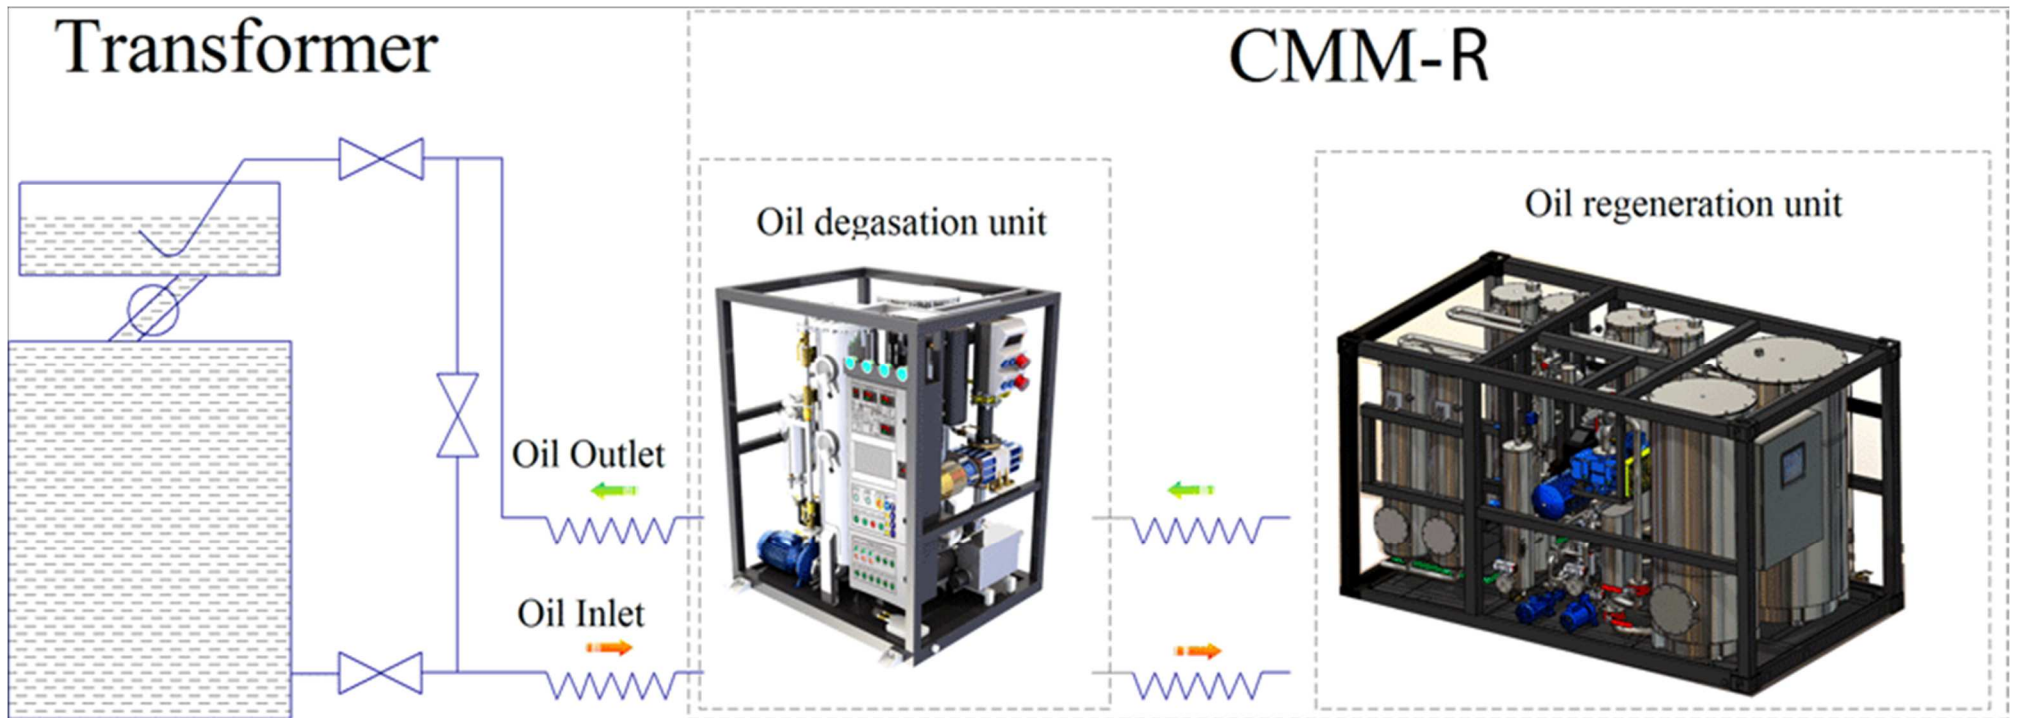 Transformer
CMM-R
Oil degasation unit
Oil regeneration unit
Oil Outlet
Oil Inlet